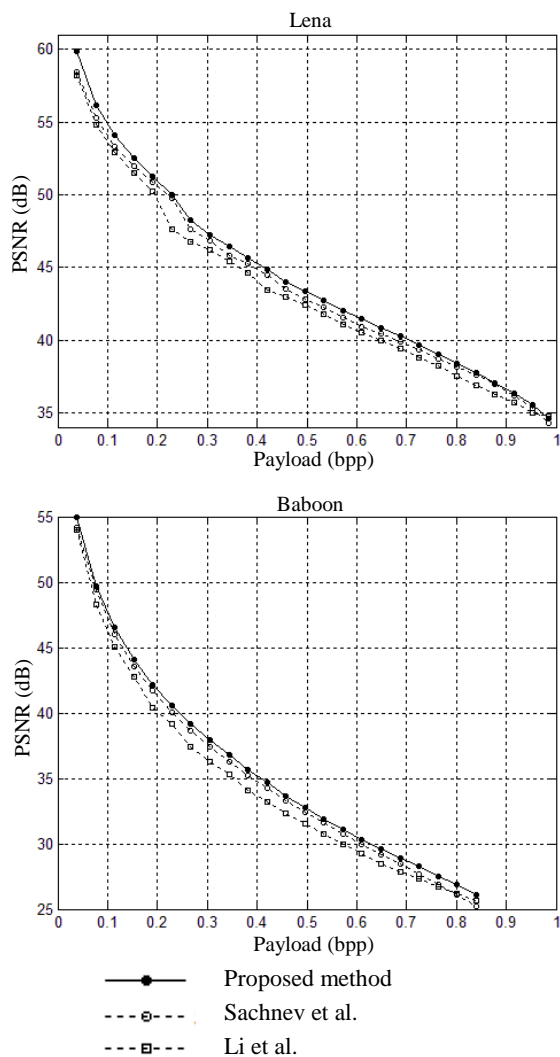 Lena
60
55
50
45
40
35
PSNR (dB)
0 0.1 0.2 0.3 0.4 0.5 0.6 0.7 0.8 0.9 1
Payload (bpp)
Baboon
55
50
45
40
35
30
25
PSNR (dB)
0 0.1 0.2 0.3 0.4 0.5 0.6 0.7 0.8 0.9 1
Payload (bpp)
Proposed method
Sachnev et al.
Li et al.